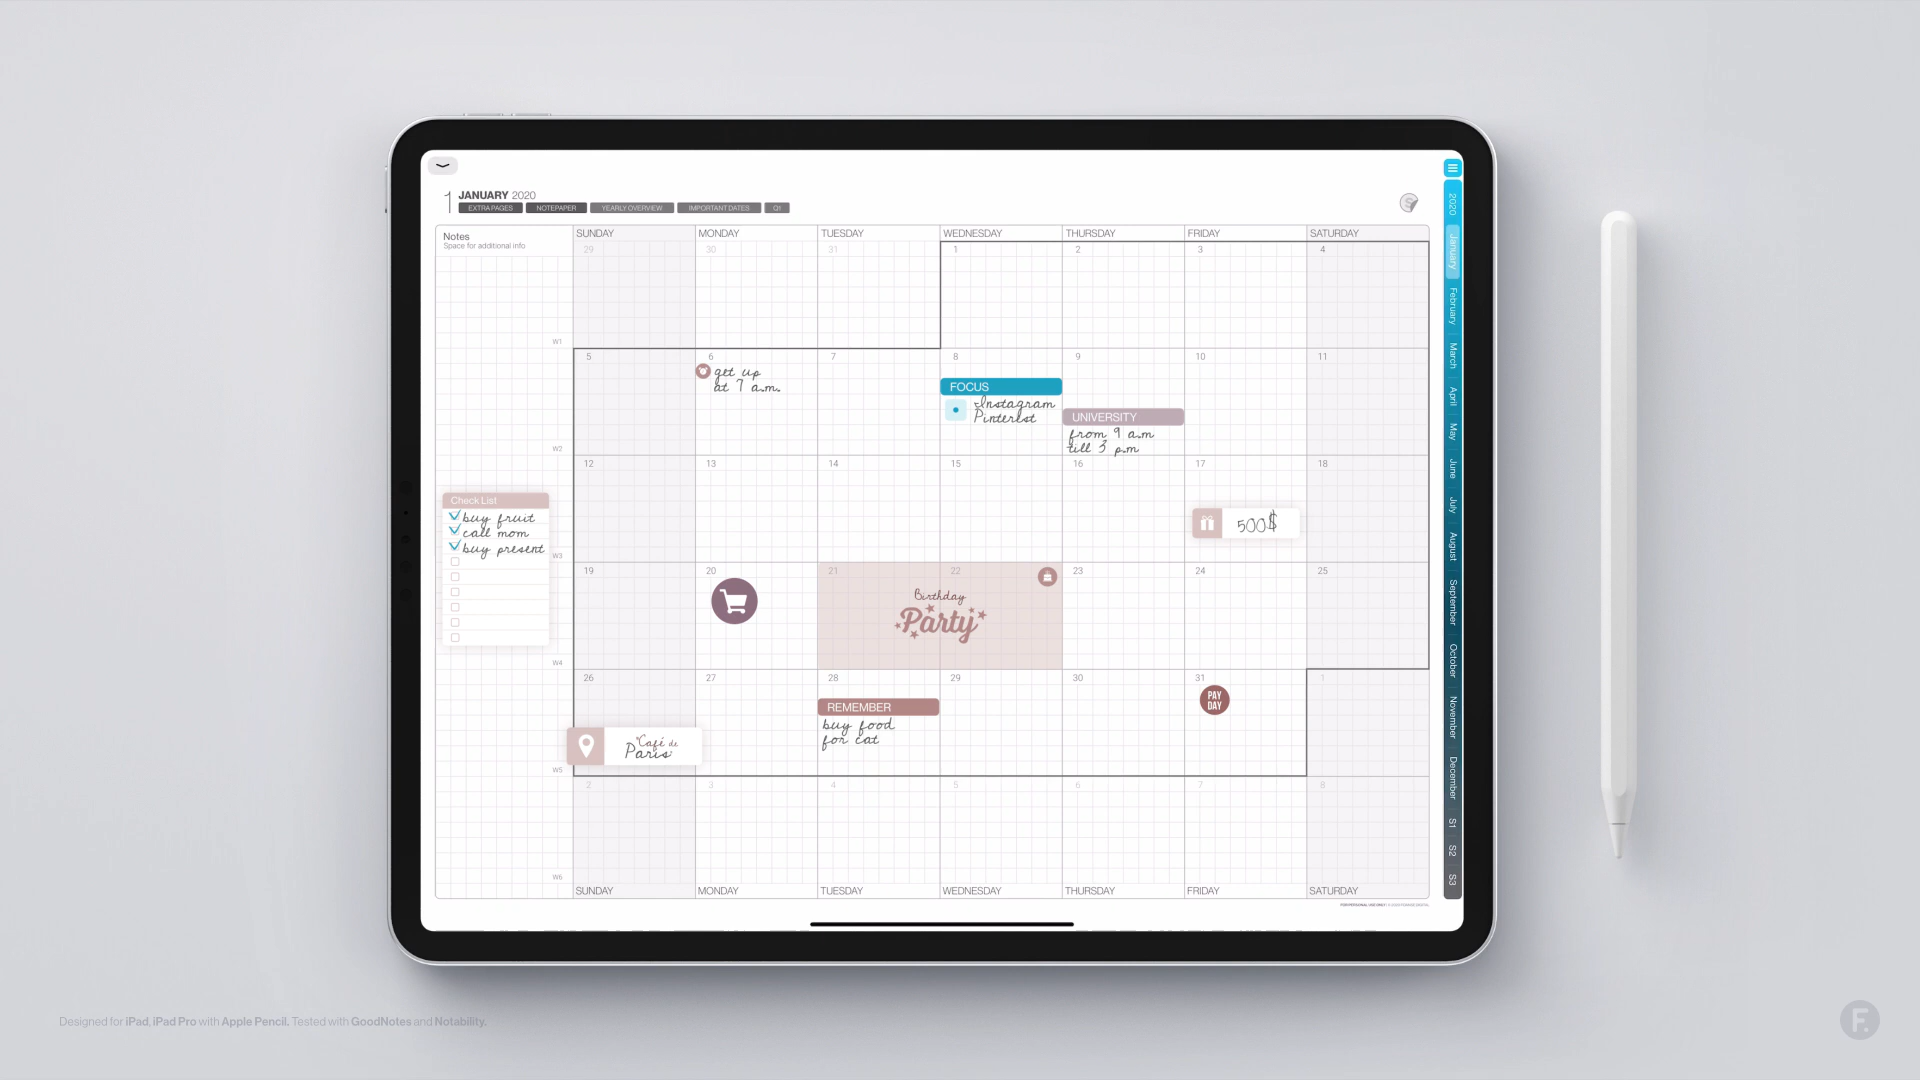 1 JANUARY 2020
EXTRA PAGES NOTEPAPER YEARLY OVERVIEW IMPORTANT DATES Q1
Notes
Space for additional info
SUNDAY MONDAY TUESDAY WEDNESDAY THURSDAY FRIDAY SATURDAY
29 30 31 1 2 3 4
W1
5 6 7 8 9 10 11
get up
at 7 a.m.
FOCUS
Instagram
Pinterest
UNIVERSITY
from 9 a.m
till 3 p.m
W2
12 13 14 15 16 17 18
Check List
buy fruit
call mom
buy present
500$
W3
19 20 21 22 23 24 25
Birthday
Party
W4
26 27 28 29 30 31 1
REMEMBER
buy food
for cat
PAY
DAY
Café de
Paris
W5
2 3 4 5 6 7 8
W6
SUNDAY MONDAY TUESDAY WEDNESDAY THURSDAY FRIDAY SATURDAY
2020
January
February
March
April
May
June
July
August
September
October
November
December
S1
S2
S3
Designed for iPad, iPad Pro with Apple Pencil. Tested with GoodNotes and Notability.
F.